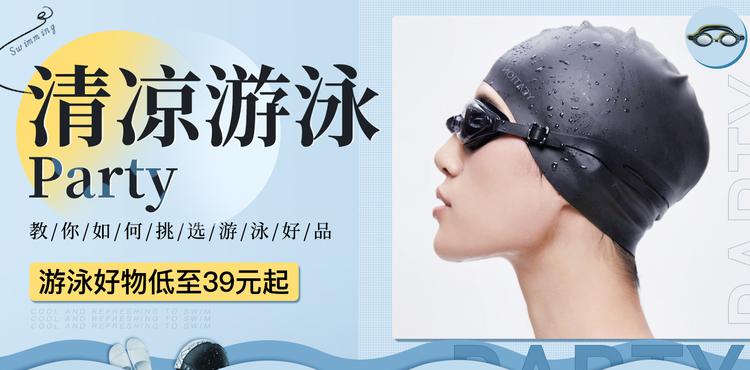 Swimming
清凉游泳
Party
教/你/如/何/挑/选/游/泳/好/品
游泳好物低至39元起
COOL AND REFRESHING TO SWIM
COOL AND REFRESHING TO SWIM
COOL AND REFRESHING TO SWIM
PARTY
PARTY